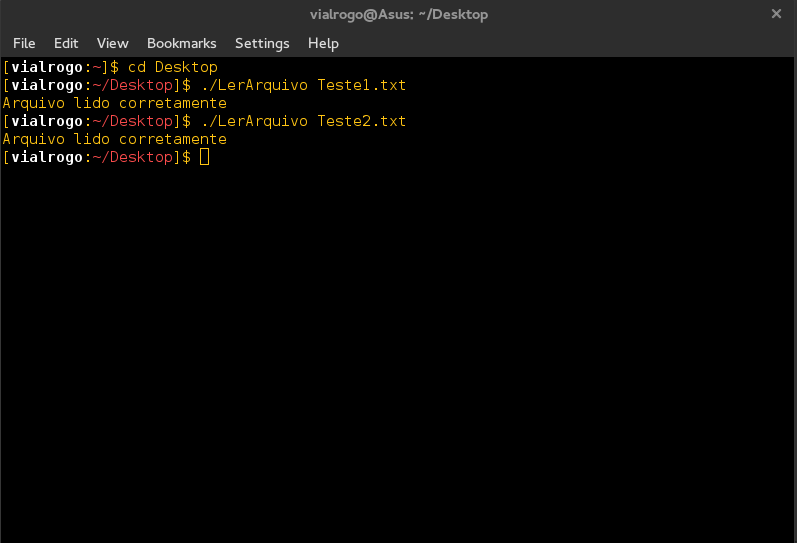 vialrogo@Asus: ~/Desktop ×
File Edit View Bookmarks Settings Help
[vialrogo:~]$ cd Desktop
[vialrogo:~/Desktop]$ ./LerArquivo Teste1.txt
Arquivo lido corretamente
[vialrogo:~/Desktop]$ ./LerArquivo Teste2.txt
Arquivo lido corretamente
[vialrogo:~/Desktop]$